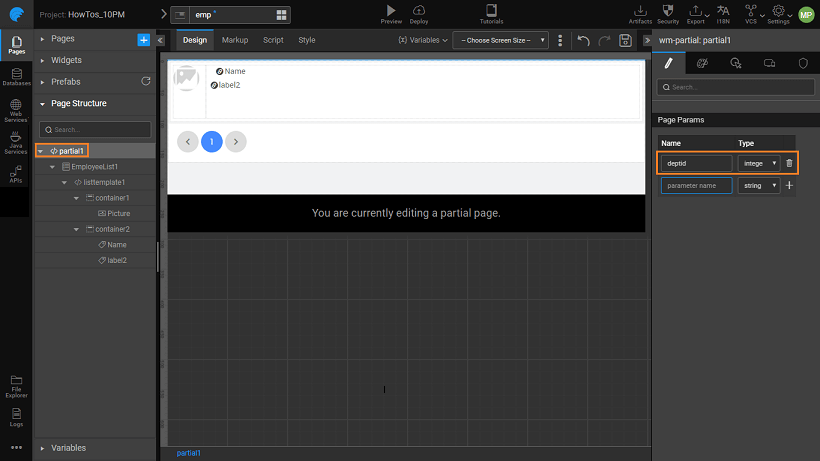 Project: HowTos_10PM
emp *
Preview
Deploy
Tutorials
Artifacts
Security
Export
I18N
VCS
Settings
MP
Pages
Databases
Web
Services
Java
Services
APIs
File
Explorer
Logs
Pages
Widgets
Prefabs
Page Structure
Search...
partial1
EmployeeList1
listtemplate1
container1
Picture
container2
Name
label2
Variables
Design
Markup
Script
Style
(x) Variables
-- Choose Screen Size --
Name
label2
1
You are currently editing a partial page.
partial1
wm-partial: partial1
Search...
Page Params
Name Type
deptid intege
parameter name string